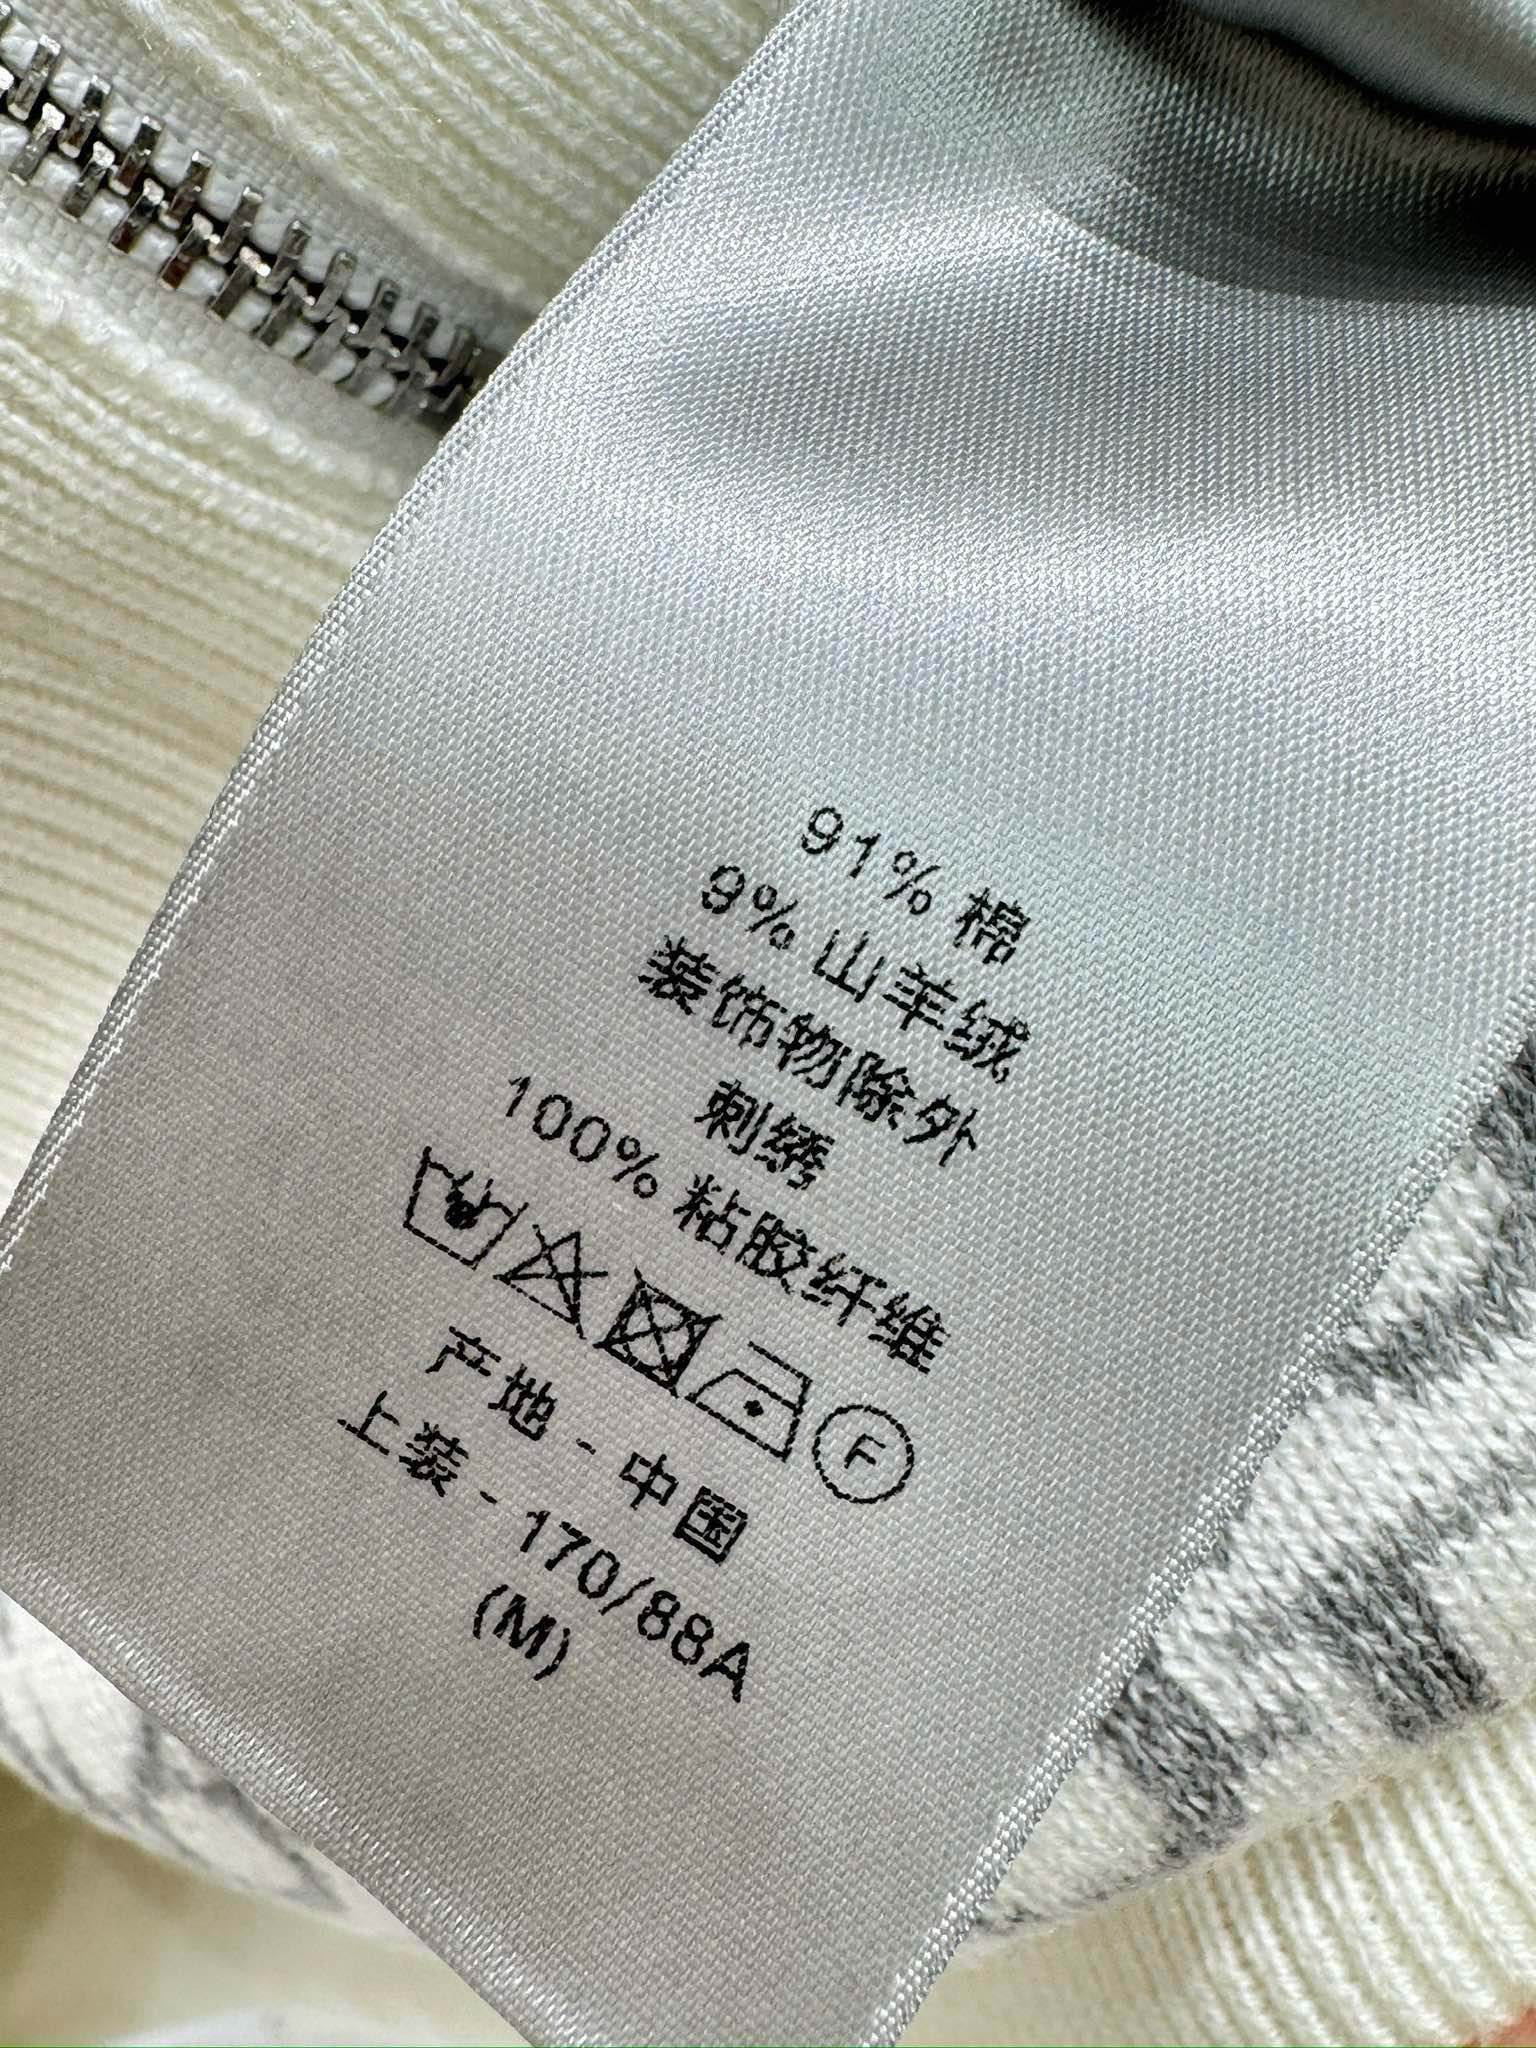 91% 棉
9% 山羊绒
装饰物除外
刺绣
100% 粘胶纤维
F
产地 - 中国
上装 - 170/88A
(M)